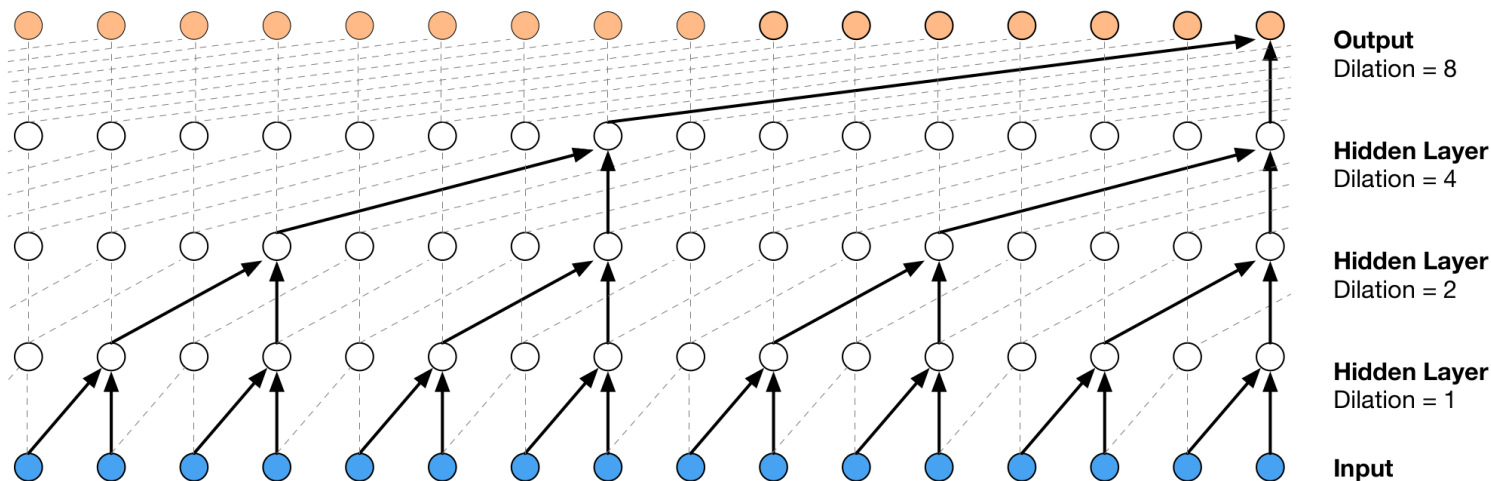 Output
Dilation = 8
Hidden Layer
Dilation = 4
Hidden Layer
Dilation = 2
Hidden Layer
Dilation = 1
Input